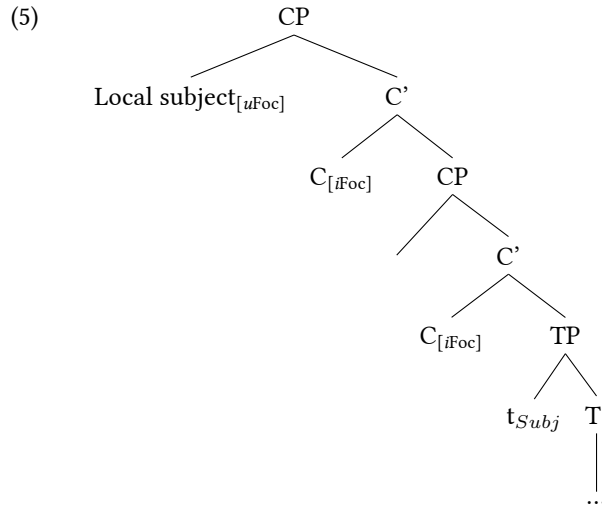 (5)
CP
Local subject[uFoc] C'
C[iFoc] CP
C'
C[iFoc] TP
tSubj T
...